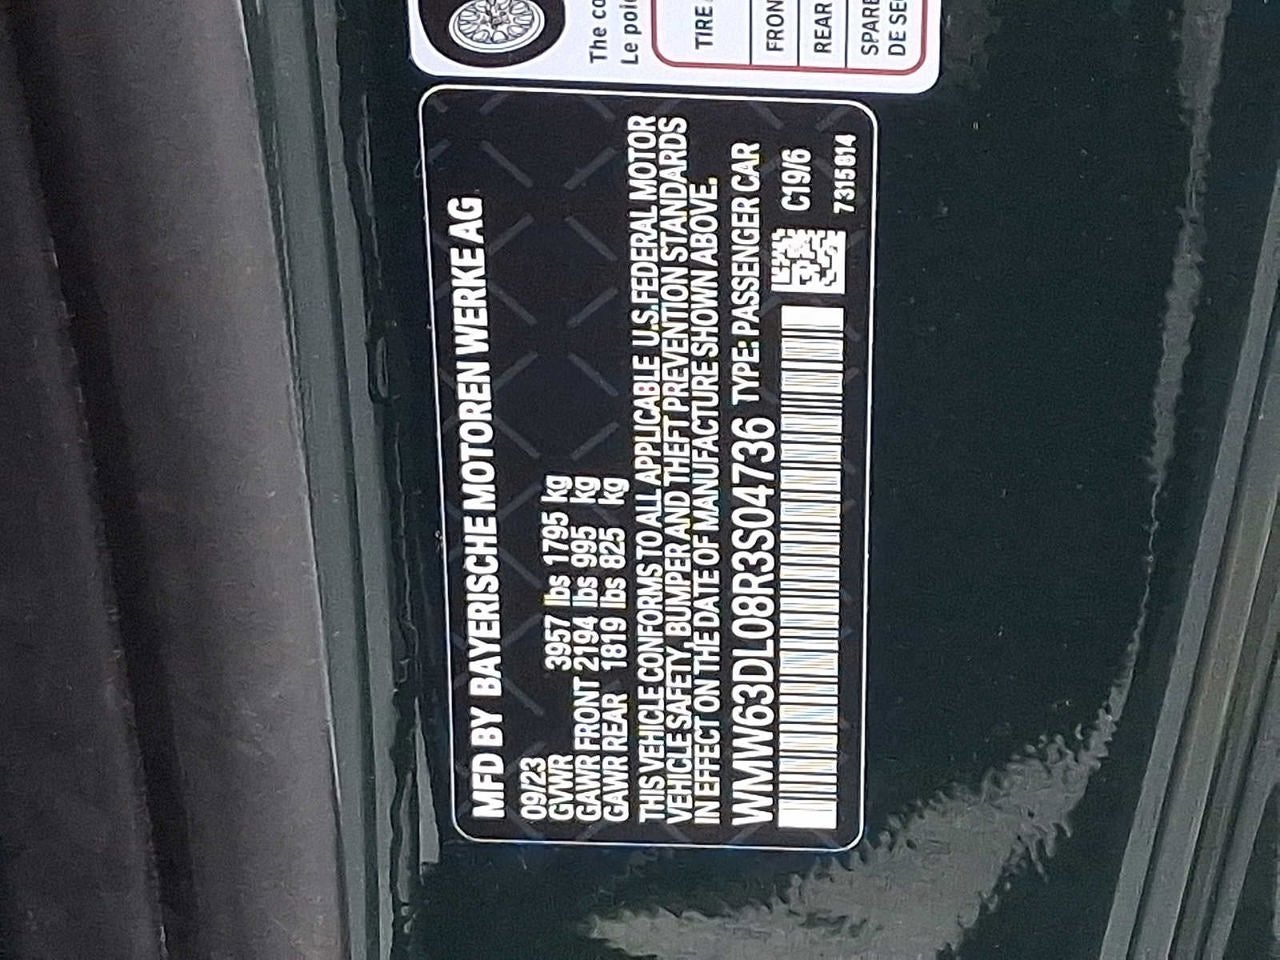 The co
Le poid
TIRE
FRON
REAR
SPARE
DE SE
MFD BY BAYERISCHE MOTOREN WERKE AG
09/23
GVWR 3957 lbs 1795 kg
GAWR FRONT 2194 lbs 995 kg
GAWR REAR 1819 lbs 825 kg
THIS VEHICLE CONFORMS TO ALL APPLICABLE U.S.FEDERAL MOTOR
VEHICLE SAFETY, BUMPER AND THEFT PREVENTION STANDARDS
IN EFFECT ON THE DATE OF MANUFACTURE SHOWN ABOVE.
WMW63DL08R3S04736 TYPE: PASSENGER CAR
C19/6
7315814